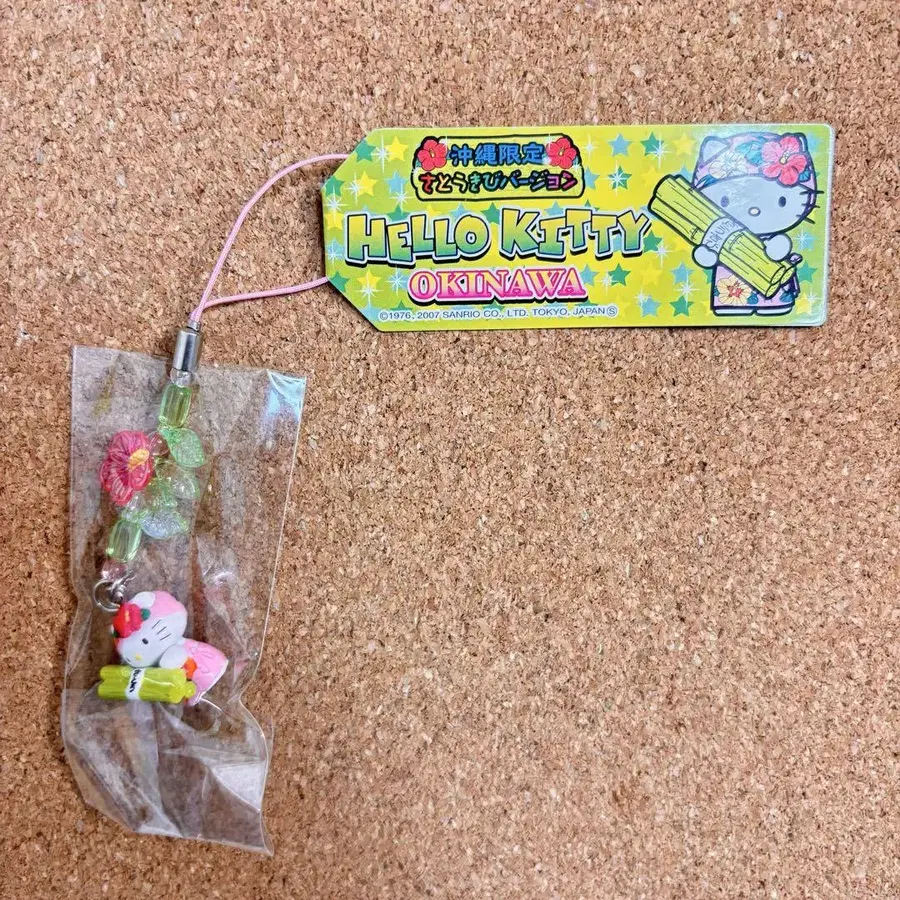 沖縄限定
さとうきびバージョン
HELLO KITTY
OKINAWA
©1976, 2007 SANRIO CO., LTD. TOKYO, JAPAN Ⓢ